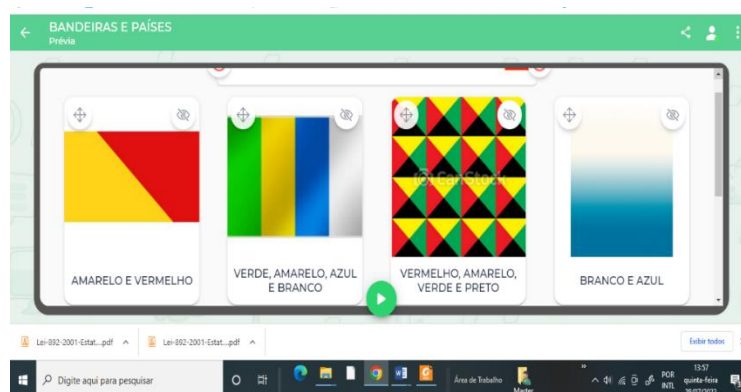 BANDEIRAS E PAÍSES
Prévia
(C) CanStock
AMARELO E VERMELHO
VERDE, AMARELO, AZUL
E BRANCO
VERMELHO, AMARELO,
VERDE E PRETO
BRANCO E AZUL
Lei-892-2001-Estat....pdf
Lei-892-2001-Estat....pdf
Exibir todos
Digite aqui para pesquisar
Área de Trabalho
POR
INTL
13:57
quinta-feira